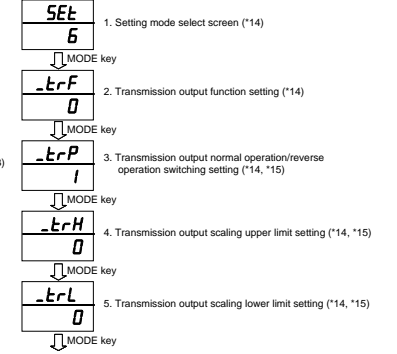 SEt
6
1. Setting mode select screen (*14)
MODE key
_trF
0
2. Transmission output function setting (*14)
MODE key
_trP
1
3. Transmission output normal operation/reverse
operation switching setting (*14, *15)
MODE key
_trH
0
4. Transmission output scaling upper limit setting (*14, *15)
MODE key
_trL
0
5. Transmission output scaling lower limit setting (*14, *15)
MODE key